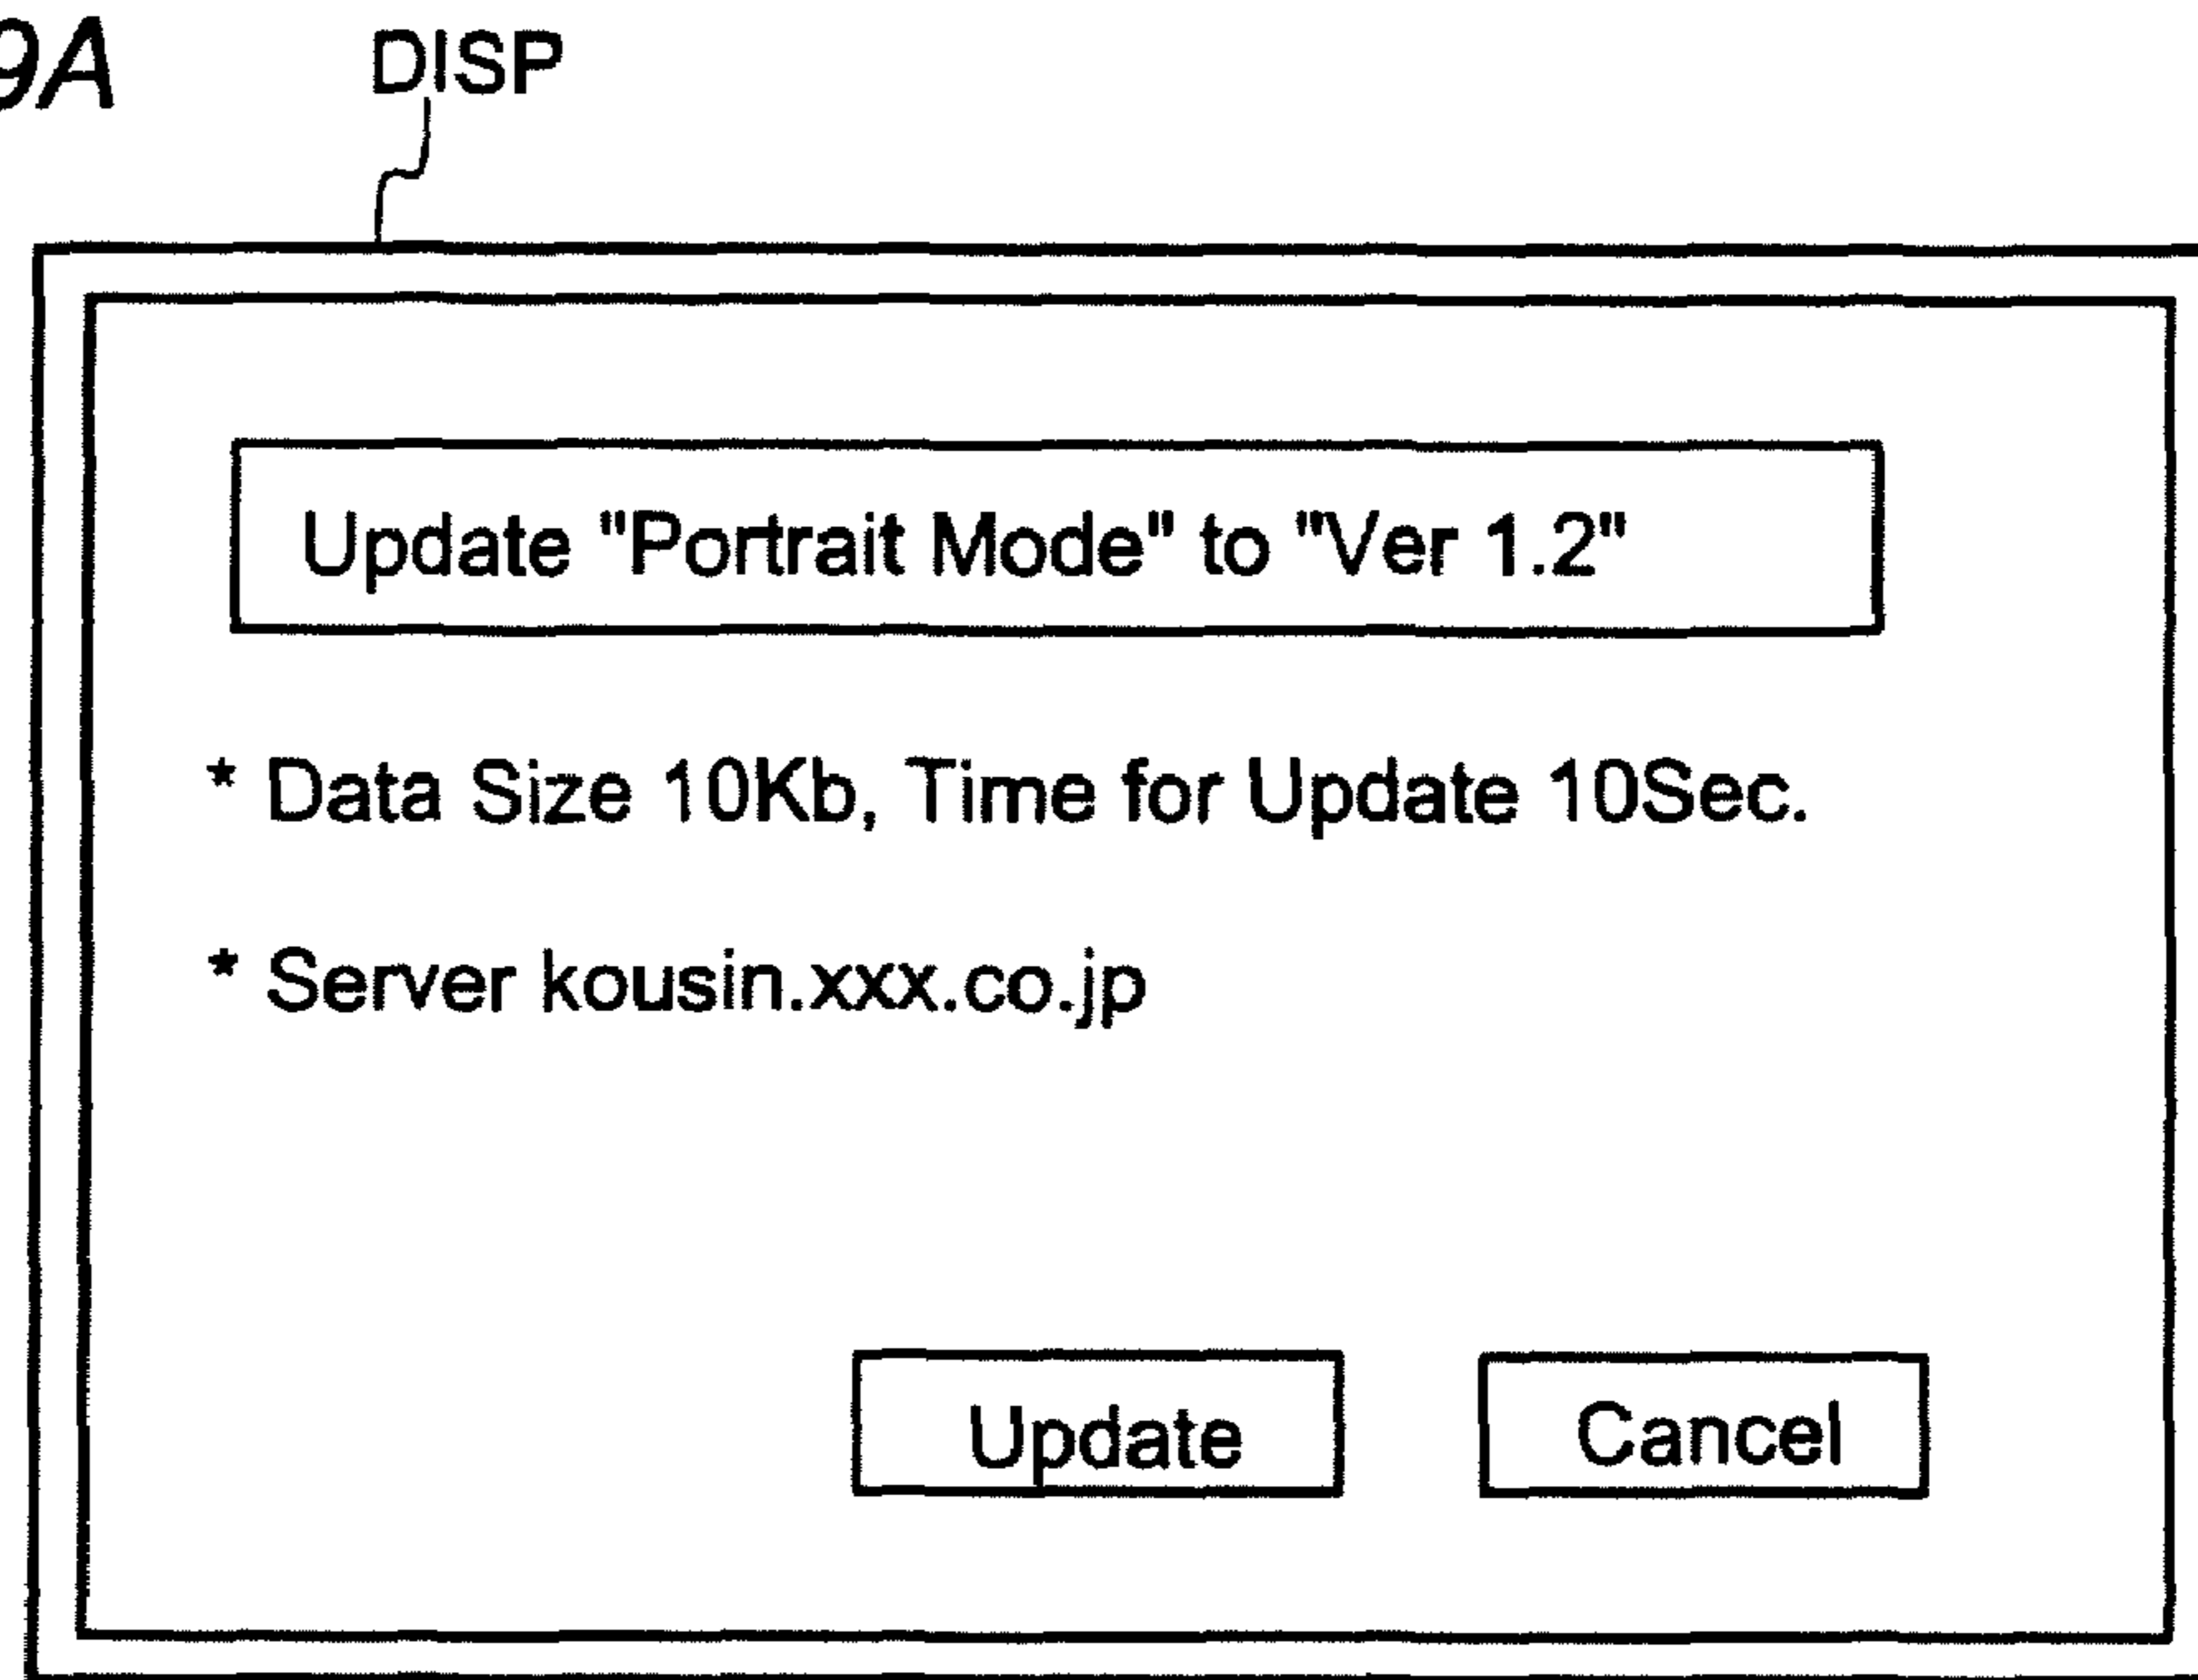 9A
DISP
Update "Portrait Mode" to "Ver 1.2"
* Data Size 10Kb, Time for Update 10Sec.
* Server kousin.xxx.co.jp
Update
Cancel